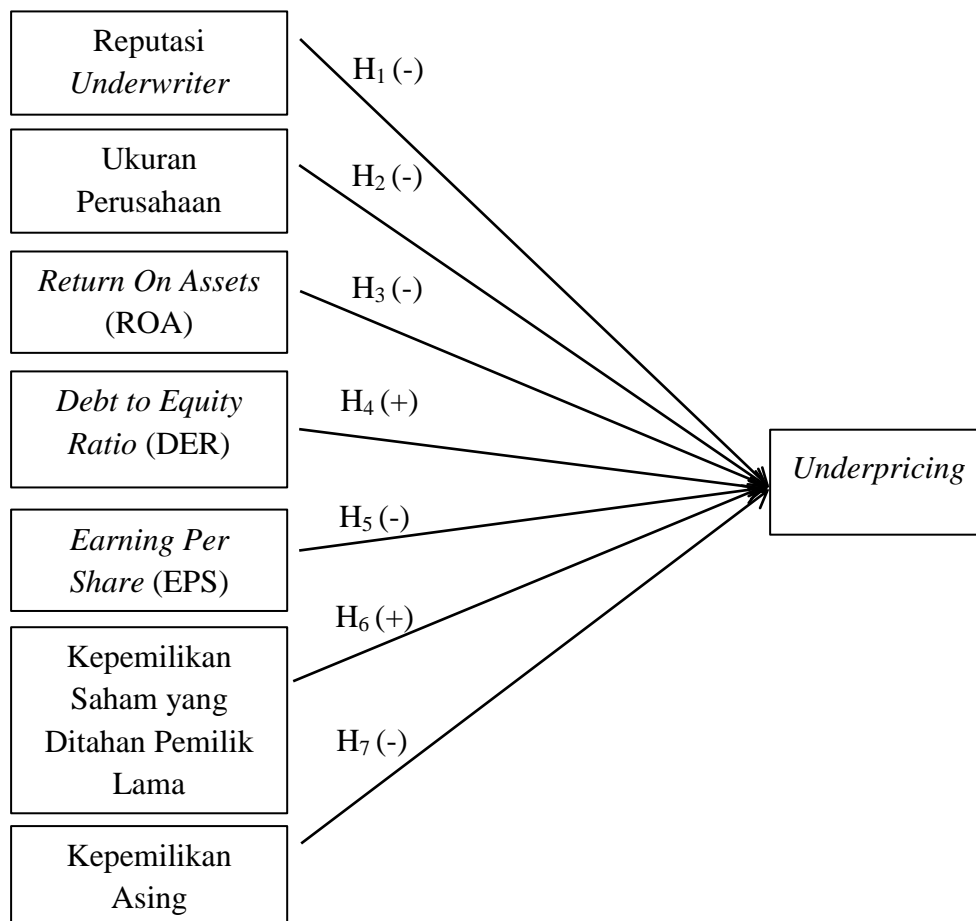 Reputasi
Underwriter
H₁ (-)
Ukuran
Perusahaan
H₂ (-)
Return On Assets
(ROA)
H₃ (-)
Debt to Equity
Ratio (DER)
H₄ (+)
Underpricing
Earning Per
Share (EPS)
H₅ (-)
Kepemilikan
Saham yang
Ditahan Pemilik
Lama
H₆ (+)
Kepemilikan
Asing
H₇ (-)